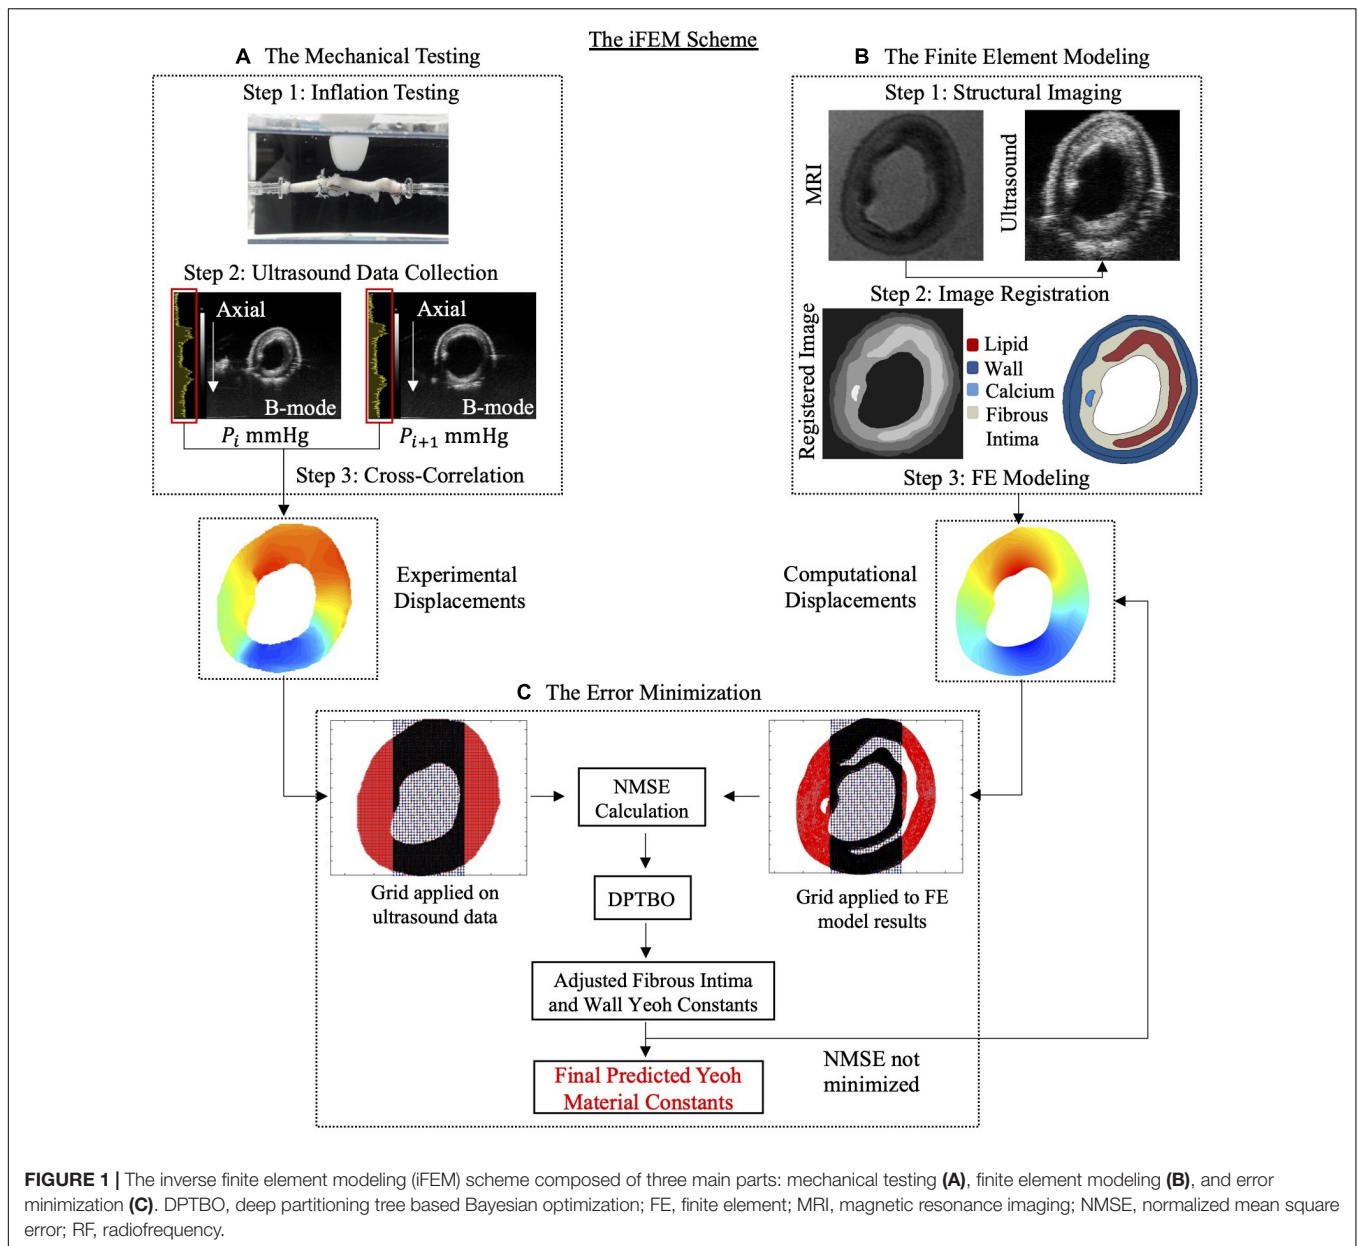 The iFEM Scheme
A The Mechanical Testing
Step 1: Inflation Testing
Step 2: Ultrasound Data Collection
Axial
B-mode
Axial
B-mode
P_i mmHg
P_{i+1} mmHg
Step 3: Cross-Correlation
B The Finite Element Modeling
Step 1: Structural Imaging
MRI
Ultrasound
Step 2: Image Registration
Registered Image
Lipid
Wall
Calcium
Fibrous
Intima
Step 3: FE Modeling
Experimental
Displacements
Computational
Displacements
C The Error Minimization
NMSE
Calculation
Grid applied on
ultrasound data
DPTBO
Grid applied to FE
model results
Adjusted Fibrous Intima
and Wall Yeoh Constants
NMSE not
minimized
Final Predicted Yeoh
Material Constants
FIGURE 1 | The inverse finite element modeling (iFEM) scheme composed of three main parts: mechanical testing (A), finite element modeling (B), and error
minimization (C). DPTBO, deep partitioning tree based Bayesian optimization; FE, finite element; MRI, magnetic resonance imaging; NMSE, normalized mean square
error; RF, radiofrequency.